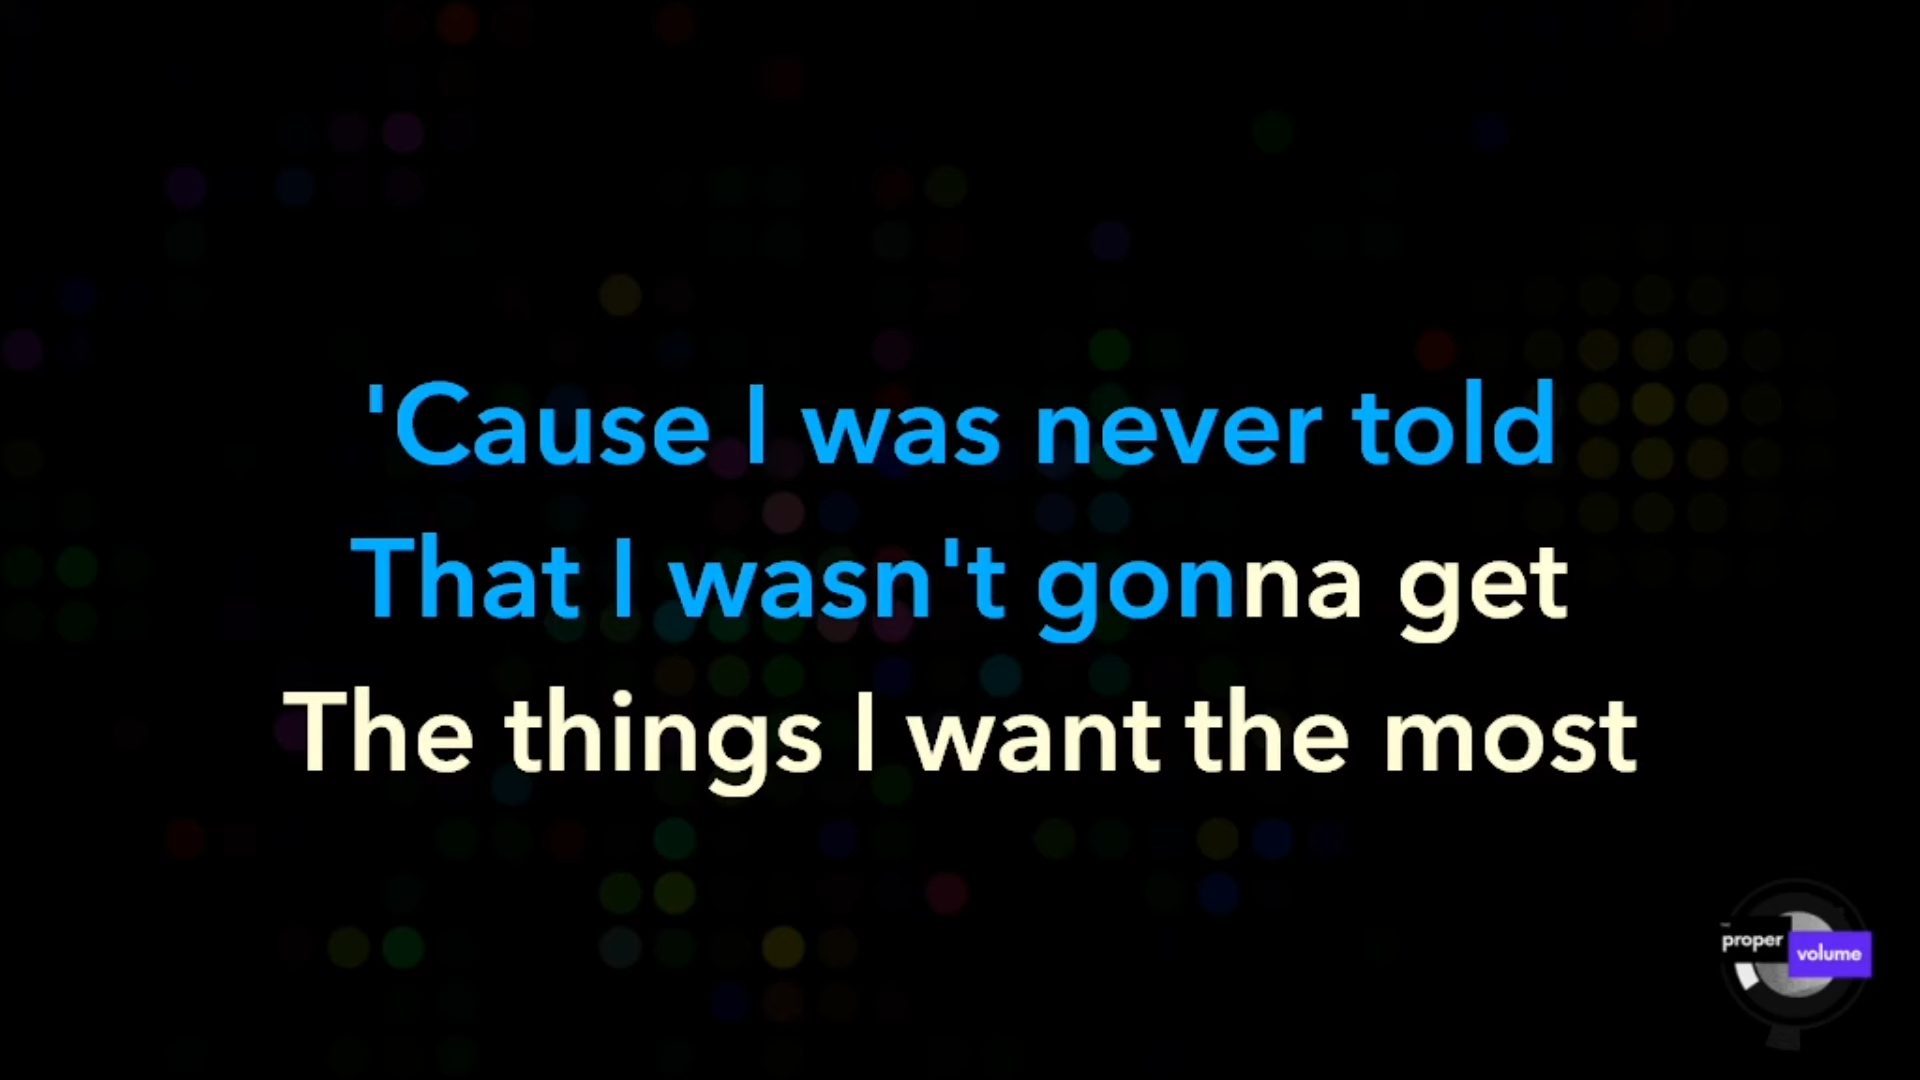 'Cause I was never told
That I wasn't gonna get
The things I want the most
proper
volume